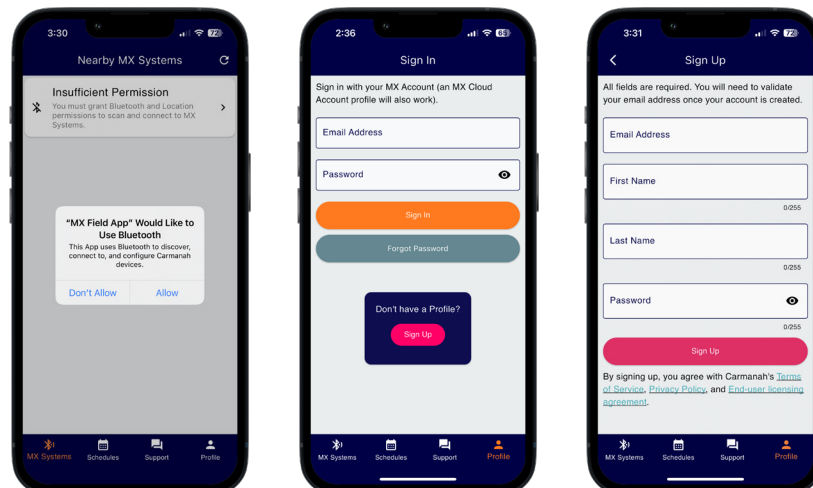 3:30
72
Nearby MX Systems
Insufficient Permission
You must grant Bluetooth and Location
permissions to scan and connect to MX
Systems.
“MX Field App” Would Like to
Use Bluetooth
This App uses Bluetooth to discover,
connect to, and configure Carmanah
devices.
Don't Allow
Allow
MX Systems
Schedules
Support
Profile
2:36
Sign In
Sign in with your MX Account (an MX Cloud
Account profile will also work).
Email Address
Password
Sign In
Forgot Password
Don't have a Profile?
Sign Up
MX Systems
Schedules
Support
Profile
3:31
72
Sign Up
All fields are required. You will need to validate
your email address once your account is created.
Email Address
First Name
0/255
Last Name
0/255
Password
0/255
Sign Up
By signing up, you agree with Carmanah's Terms
of Service, Privacy Policy, and End-user licensing
agreement.
MX Systems
Schedules
Support
Profile